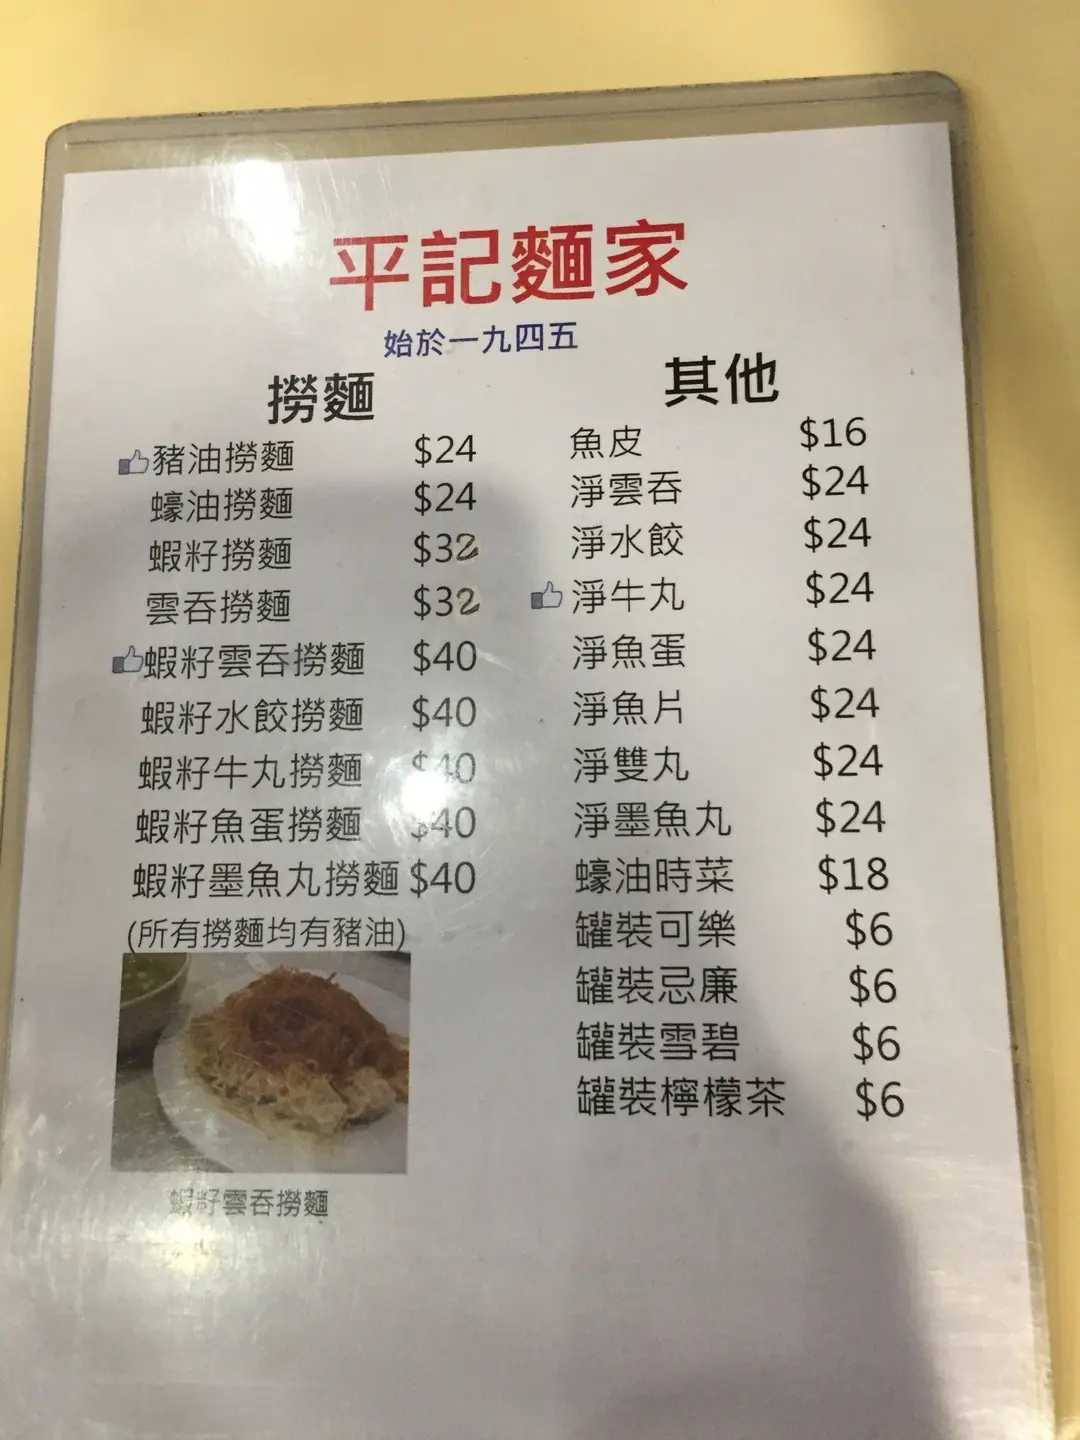 平記麵家
始於一九四五
撈麵
豬油撈麵 $24
蠔油撈麵 $24
蝦籽撈麵 $32
雲吞撈麵 $32
蝦籽雲吞撈麵 $40
蝦籽水餃撈麵 $40
蝦籽牛丸撈麵 $40
蝦籽魚蛋撈麵 $40
蝦籽墨魚丸撈麵 $40
(所有撈麵均有豬油)
蝦籽雲吞撈麵
其他
魚皮 $16
淨雲吞 $24
淨水餃 $24
淨牛丸 $24
淨魚蛋 $24
淨魚片 $24
淨雙丸 $24
淨墨魚丸 $24
蠔油時菜 $18
罐裝可樂 $6
罐裝忌廉 $6
罐裝雪碧 $6
罐裝檸檬茶 $6